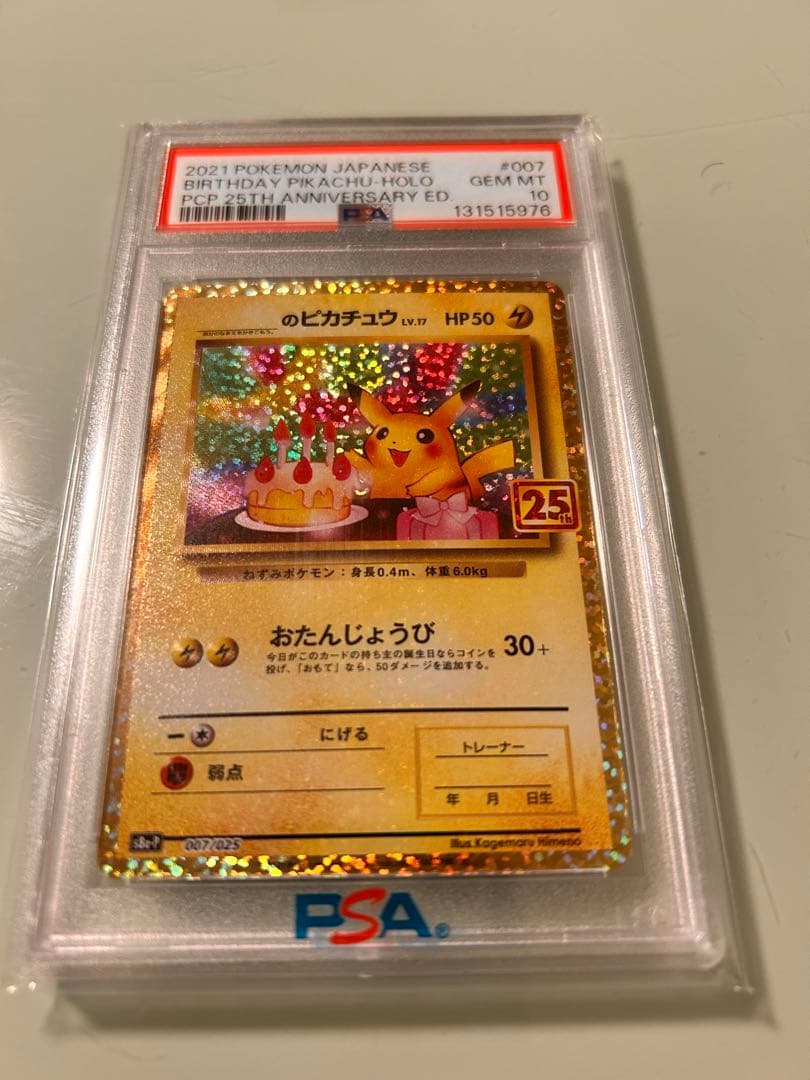 2021 POKEMON JAPANESE #007
BIRTHDAY PIKACHU-HOLO GEM MT
PCP 25TH ANNIVERSARY ED. 10
PSA 131515976
のピカチュウ LV.17 HP50
25th
ねずみポケモン：身長0.4m、体重6.0kg
おたんじょうび 30+
今日がこのカードの持ち主の誕生日ならコインを
投げ、「おもて」なら、50ダメージを追加する。
にげる
弱点
トレーナー
年 月 日生
s8a-P 007/025 Illus. Kagemaru Himeno
PSA®